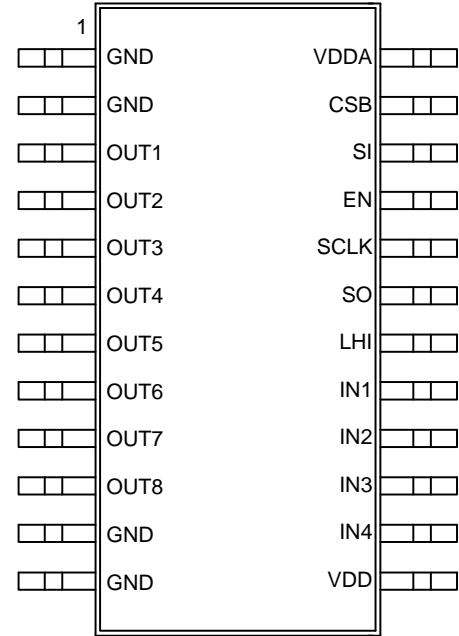 1
GND VDDA
GND CSB
OUT1 SI
OUT2 EN
OUT3 SCLK
OUT4 SO
OUT5 LHI
OUT6 IN1
OUT7 IN2
OUT8 IN3
GND IN4
GND VDD